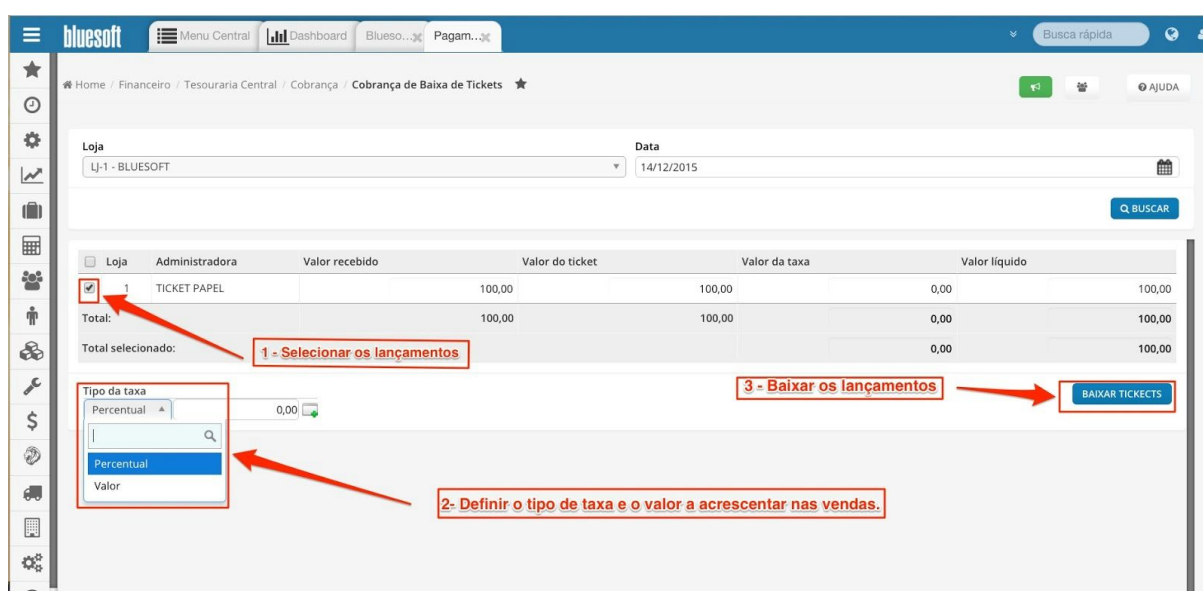 bluesoft Menu Central Dashboard Blueso... Pagam... Busca rápida
Home / Financeiro / Tesouraria Central / Cobrança / Cobrança de Baixa de Tickets AJUDA
Loja Data
LJ-1 - BLUESOFT 14/12/2015
BUSCAR
Loja Administradora Valor recebido Valor do ticket Valor da taxa Valor líquido
1 TICKET PAPEL 100,00 100,00 0,00 100,00
Total: 100,00 100,00 0,00 100,00
Total selecionado: 0,00 100,00
1 - Selecionar os lançamentos
3 - Baixar os lançamentos
Tipo da taxa BAIXAR TICKECTS
Percentual 0,00
Percentual
Valor
2- Definir o tipo de taxa e o valor a acrescentar nas vendas.